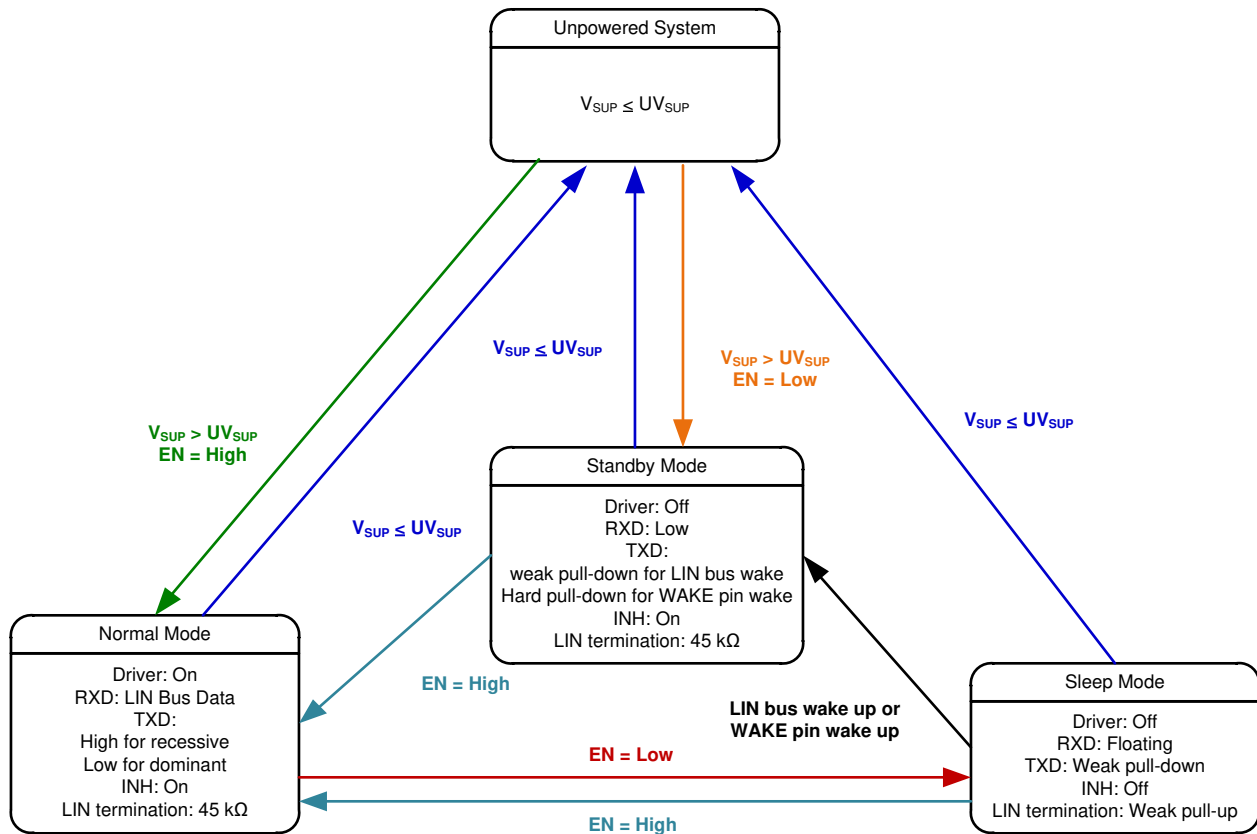 Unpowered System
VSUP ≤ UVSUP
VSUP ≤ UVSUP
VSUP > UVSUP
EN = Low
VSUP ≤ UVSUP
VSUP > UVSUP
EN = High
Standby Mode
Driver: Off
RXD: Low
TXD:
weak pull-down for LIN bus wake
Hard pull-down for WAKE pin wake
INH: On
LIN termination: 45 kΩ
VSUP ≤ UVSUP
Normal Mode
Driver: On
RXD: LIN Bus Data
TXD:
High for recessive
Low for dominant
INH: On
LIN termination: 45 kΩ
EN = High
LIN bus wake up or
WAKE pin wake up
Sleep Mode
Driver: Off
RXD: Floating
TXD: Weak pull-down
INH: Off
LIN termination: Weak pull-up
EN = Low
EN = High